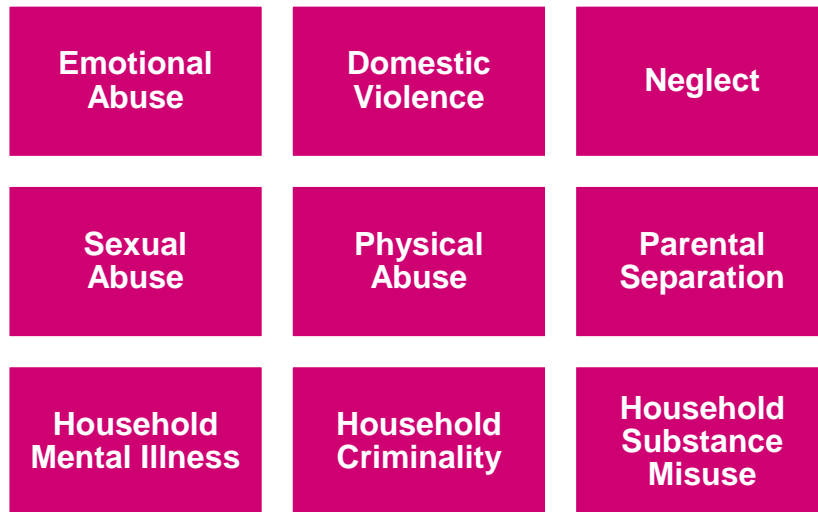 Emotional
Abuse
Domestic
Violence
Neglect
Sexual
Abuse
Physical
Abuse
Parental
Separation
Household
Mental Illness
Household
Criminality
Household
Substance
Misuse